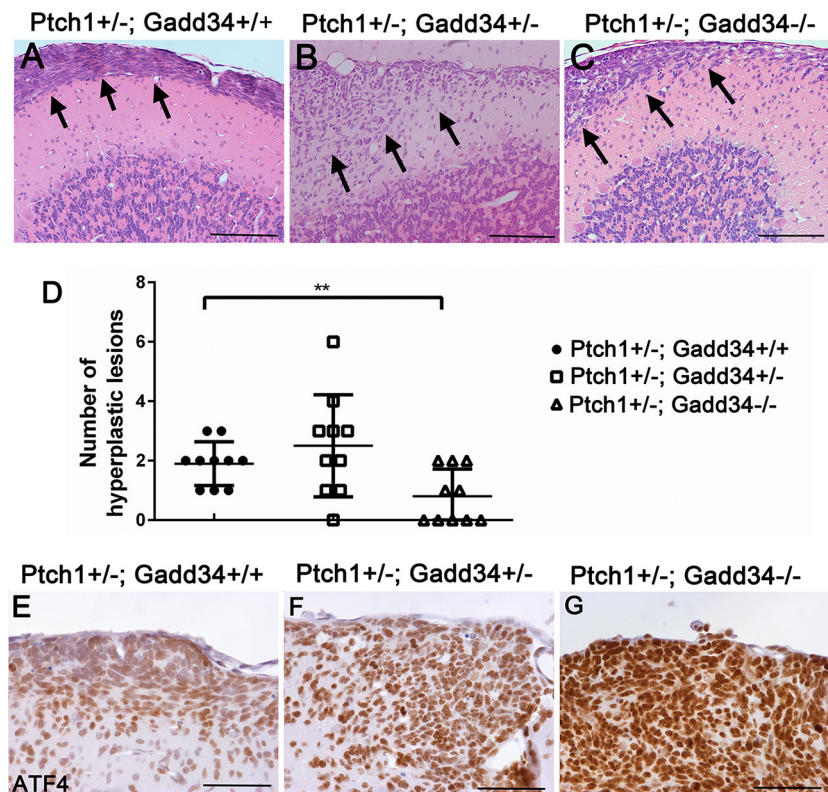 Ptch1+/-; Gadd34+/+ Ptch1+/-; Gadd34+/- Ptch1+/-; Gadd34-/-
A B C
D
8
**
6
4
2
0
Number of
hyperplastic lesions
Ptch1+/-; Gadd34+/+
Ptch1+/-; Gadd34+/-
Ptch1+/-; Gadd34-/-
Ptch1+/-; Gadd34+/+ Ptch1+/-; Gadd34+/- Ptch1+/-; Gadd34-/-
E F G
ATF4